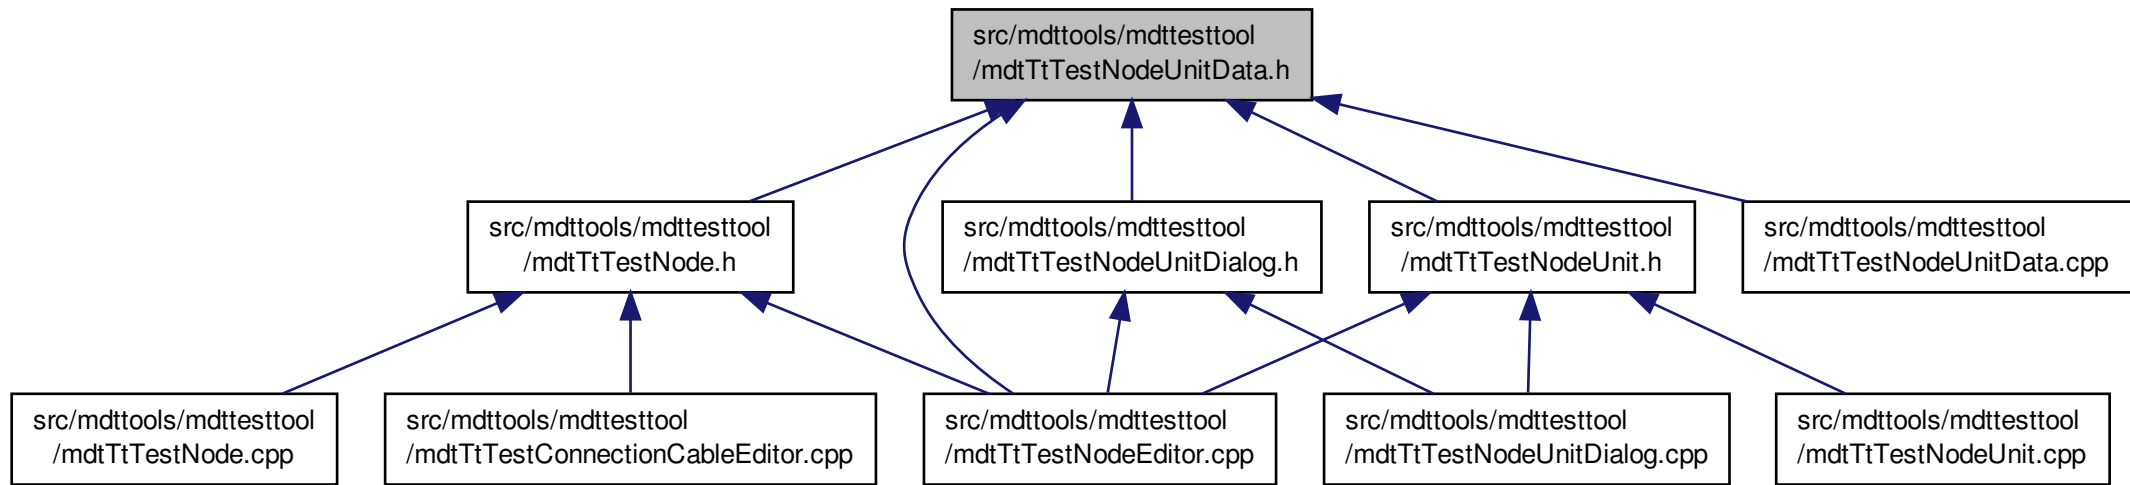 src/mdttools/mdttesttool
/mdtTtTestNodeUnitData.h
src/mdttools/mdttesttool
/mdtTtTestNode.h
src/mdttools/mdttesttool
/mdtTtTestNodeUnitDialog.h
src/mdttools/mdttesttool
/mdtTtTestNodeUnit.h
src/mdttools/mdttesttool
/mdtTtTestNodeUnitData.cpp
src/mdttools/mdttesttool
/mdtTtTestNode.cpp
src/mdttools/mdttesttool
/mdtTtTestConnectionCableEditor.cpp
src/mdttools/mdttesttool
/mdtTtTestNodeEditor.cpp
src/mdttools/mdttesttool
/mdtTtTestNodeUnitDialog.cpp
src/mdttools/mdttesttool
/mdtTtTestNodeUnit.cpp